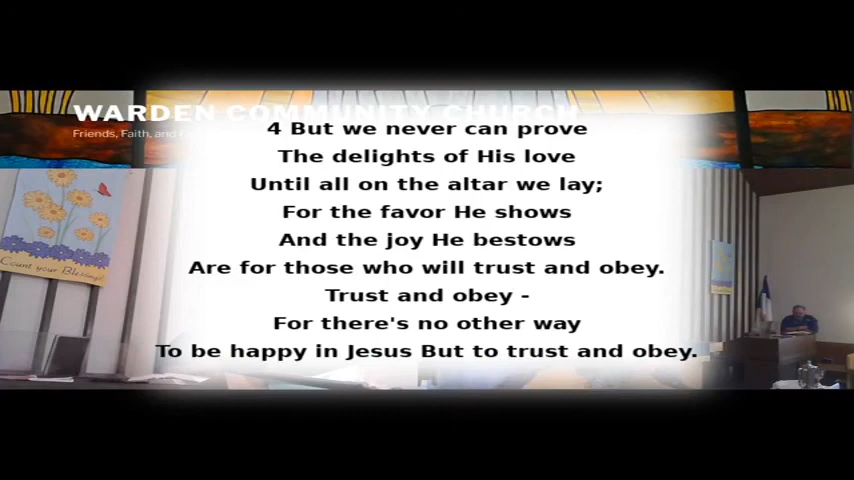 WARDEN COMMUNITY CHURCH
Friends, Faith, and
4 But we never can prove
The delights of His love
Until all on the altar we lay;
For the favor He shows
And the joy He bestows
Are for those who will trust and obey.
Trust and obey -
For there's no other way
To be happy in Jesus But to trust and obey.
Count your Blessings